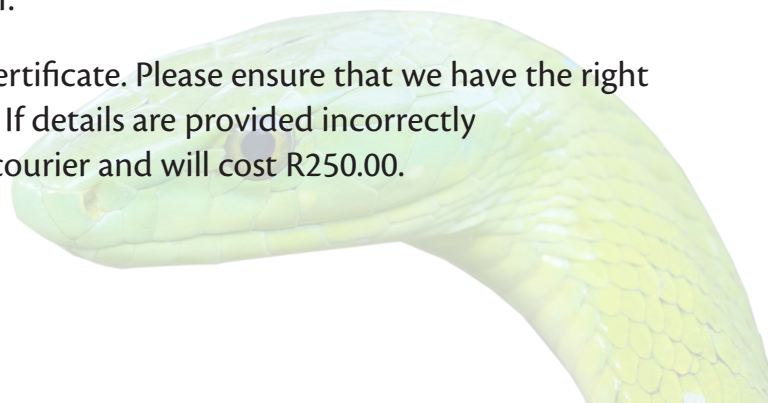 ertificate. Please ensure that we have the right
If details are provided incorrectly
courier and will cost R250.00.